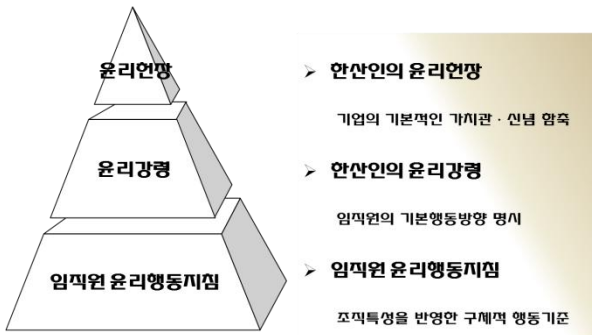 윤리헌장
윤리강령
임직원 윤리행동지침
➢ 한산인의 윤리헌장
기업의 기본적인 가치관 · 신념 함축
➢ 한산인의 윤리강령
임직원의 기본행동방향 명시
➢ 임직원 윤리행동지침
조직특성을 반영한 구체적 행동기준